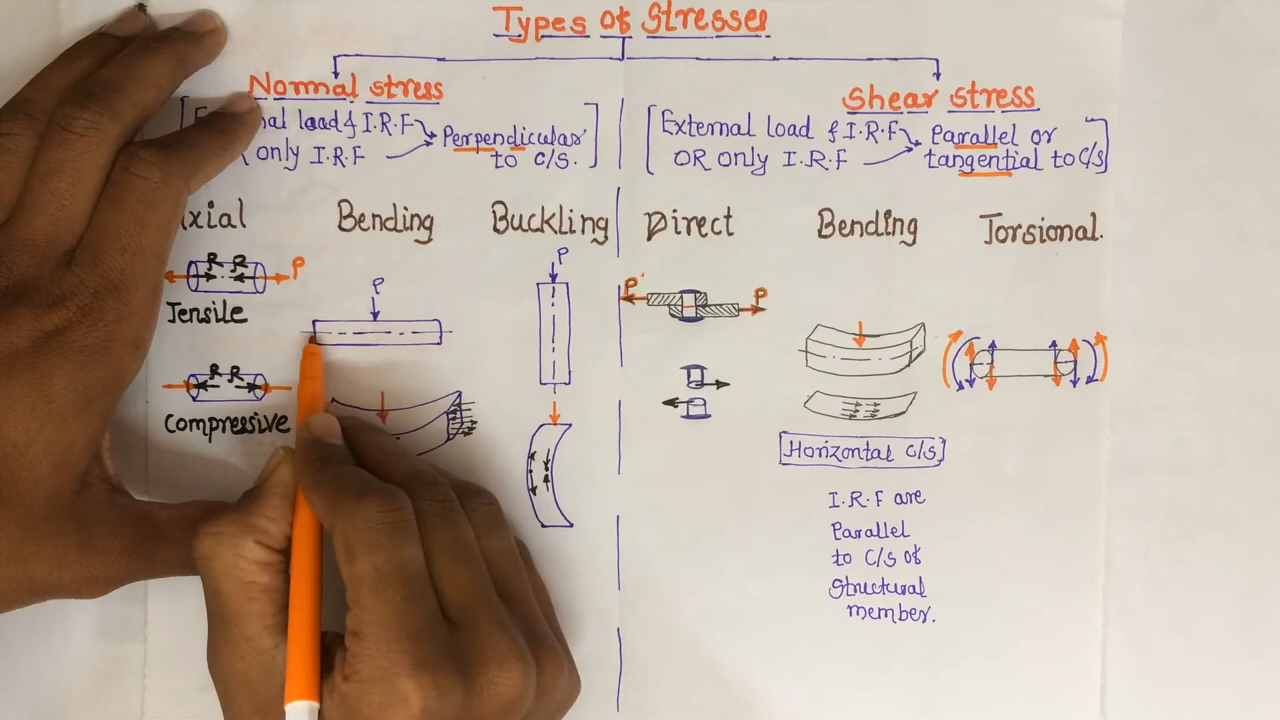 Types of Stresses
Normal stress
nal load & I.R.F
only I.R.F
Perpendicular
to C/S.
Shear stress
External load & I.R.F
OR only I.R.F
Parallel or
tangential to C/S
xial
Bending
Buckling
Direct
Bending
Torsional.
R R
P
Tensile
R R
Compressive
P
P
P'
P
Horizontal C/S
I.R.F are
Parallel
to C/S of
Structural
member.